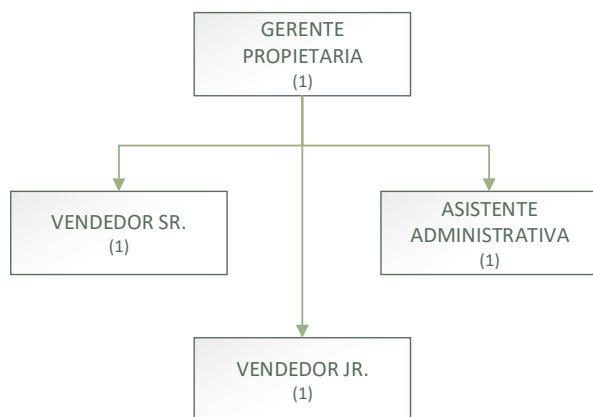 GERENTE
PROPIETARIA
(1)
VENDEDOR SR.
(1)
ASISTENTE
ADMINISTRATIVA
(1)
VENDEDOR JR.
(1)